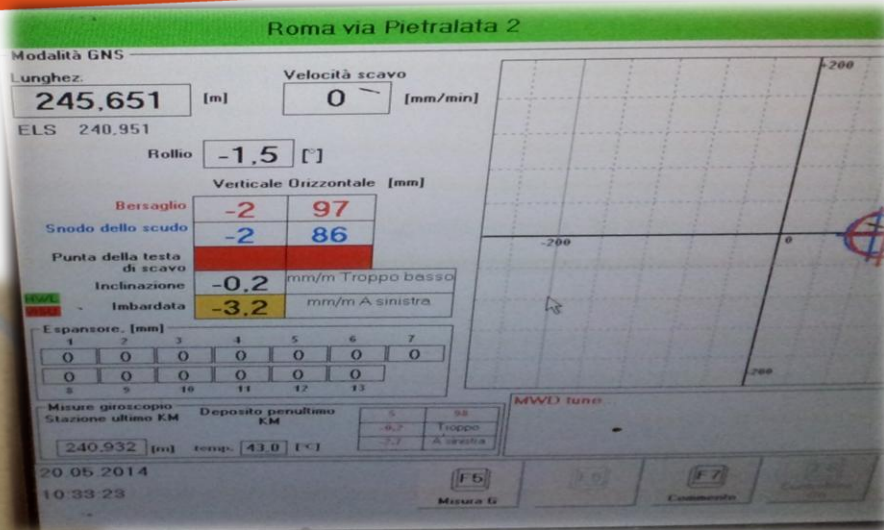 Roma via Pietralata 2
Modalità GNS
Lunghez.
245,651 [m]
Velocità scavo
0 [mm/min]
ELS 240,951
Rollio -1,5 [°]
Verticale Orizzontale [mm]
Bersaglio -2 97
Snodo dello scudo -2 86
Punta della testa
di scavo
Inclinazione -0,2 mm/m Troppo basso
HWL
Imbardata -3,2 mm/m A sinistra
Espansore, [mm]
1 2 3 4 5 6 7
0 0 0 0 0 0 0
0 0 0 0 0 0
8 9 10 11 12 13
Misure giroscopio
Stazione ultimo KM
Deposito penultimo
KM
240,932 [m] temp. 43,0 [°C]
5 98
Troppo
A sinistra
+200
-200 0
-200
MWD tune
20.05.2014
10:33:23
F5
Misura G
F7
Commento